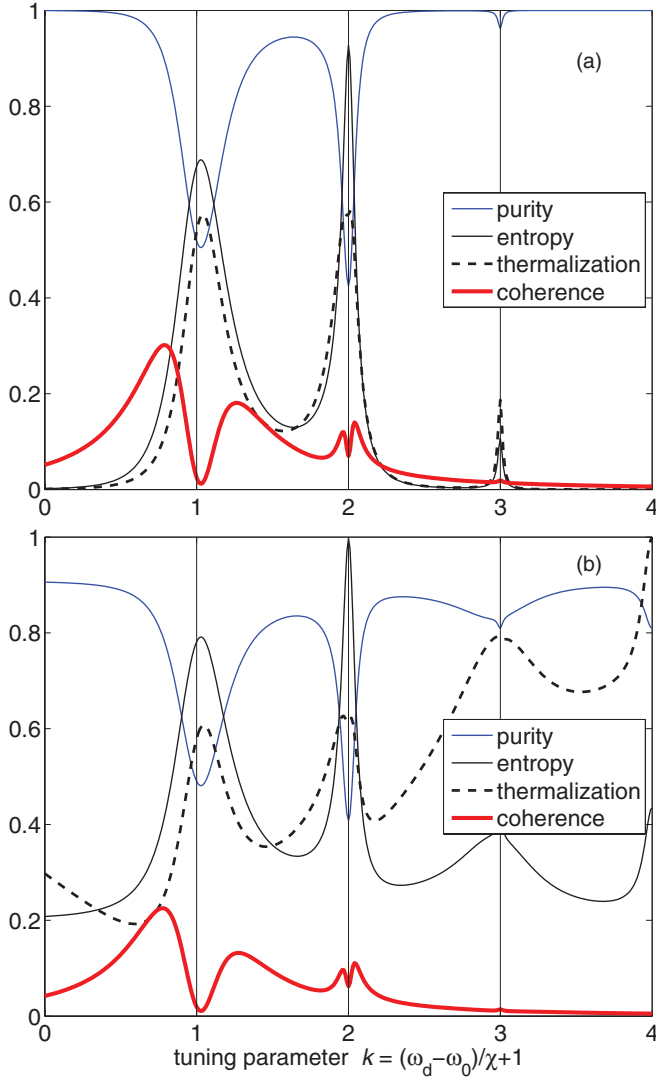 1
0.8
0.6
0.4
0.2
0
(a)
purity
entropy
thermalization
coherence
0 1 2 3 4
1
0.8
0.6
0.4
0.2
0
(b)
purity
entropy
thermalization
coherence
0 1 2 3 4
tuning parameter k = (ω_d−ω_0)/χ+1